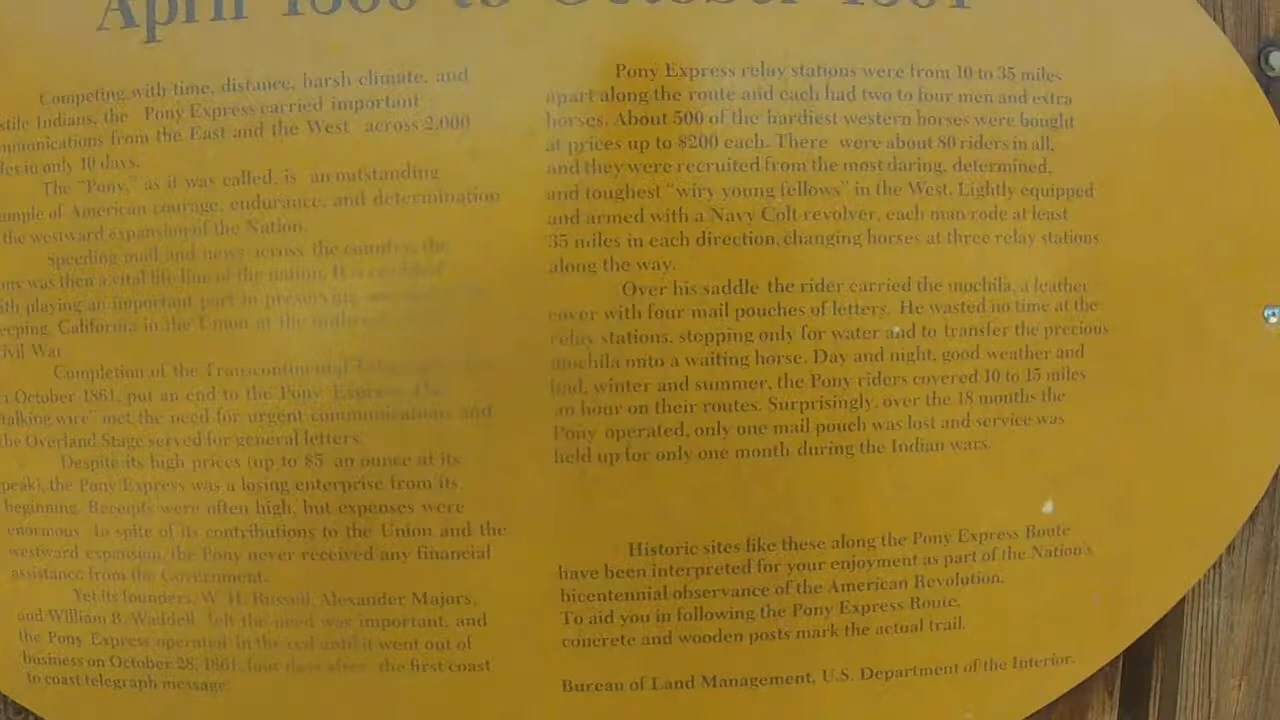 April 1860 to October 1861
Competing with time, distance, harsh climate, and
stile Indians, the Pony Express carried important
mmunications from the East and the West across 2,000
les in only 10 days.
The "Pony," as it was called, is an outstanding
ample of American courage, endurance, and determination
the westward expansion of the Nation.
Speeding mail and news across the country, the
ony was then a vital life-line of the nation. It is credited
ith playing an important part in preserving
eeping California in the Union at the
ivil War
Completion of the Transcontinental
n October 1861, put an end to the Pony Express. The
talking wire" met the need for urgent communications, and
the Overland Stage served for general letters.
Despite its high prices (up to $5 an ounce at its
peak), the Pony Express was a losing enterprise from its
beginning. Receipts were often high, but expenses were
enormous. In spite of its contributions to the Union and the
westward expansion, the Pony never received any financial
assistance from the Government.
Yet its founders, W. H. Russell, Alexander Majors,
and William B. Waddell, felt the need was important, and
the Pony Express operated in the red until it went out of
business on October 28, 1861, four days after the first coast
to coast telegraph message.
Pony Express relay stations were from 10 to 35 miles
apart along the route and each had two to four men and extra
horses. About 500 of the hardiest western horses were bought
at prices up to $200 each. There were about 80 riders in all,
and they were recruited from the most daring, determined,
and toughest "wiry young fellows" in the West. Lightly equipped
and armed with a Navy Colt revolver, each man rode at least
35 miles in each direction, changing horses at three relay stations
along the way.
Over his saddle the rider carried the mochila, a leather
cover with four mail pouches of letters. He wasted no time at the
relay stations, stopping only for water and to transfer the precious
mochila onto a waiting horse. Day and night, good weather and
bad, winter and summer, the Pony riders covered 10 to 15 miles
an hour on their routes. Surprisingly, over the 18 months the
Pony operated, only one mail pouch was lost and service was
held up for only one month during the Indian wars.
Historic sites like these along the Pony Express Route
have been interpreted for your enjoyment as part of the Nation's
bicentennial observance of the American Revolution.
To aid you in following the Pony Express Route,
concrete and wooden posts mark the actual trail.
Bureau of Land Management, U.S. Department of the Interior.